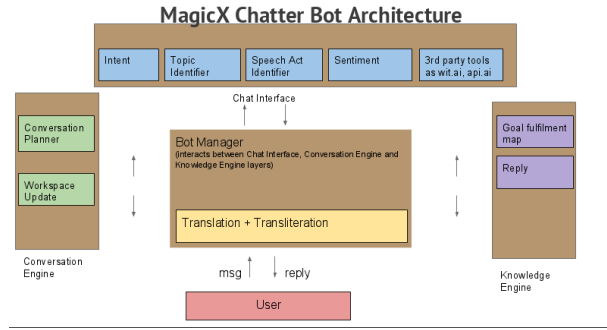 MagicX Chatter Bot Architecture
Intent
Topic
Identifier
Speech Act
Identifier
Sentiment
3rd party tools
as wit.ai, api.ai
Chat Interface
Conversation
Planner
Workspace
Update
Conversation
Engine
Bot Manager
(interacts between Chat Interface, Conversation Engine and
Knowledge Engine layers)
Translation + Transliteration
Goal fulfilment
map
Reply
Knowledge
Engine
msg
reply
User